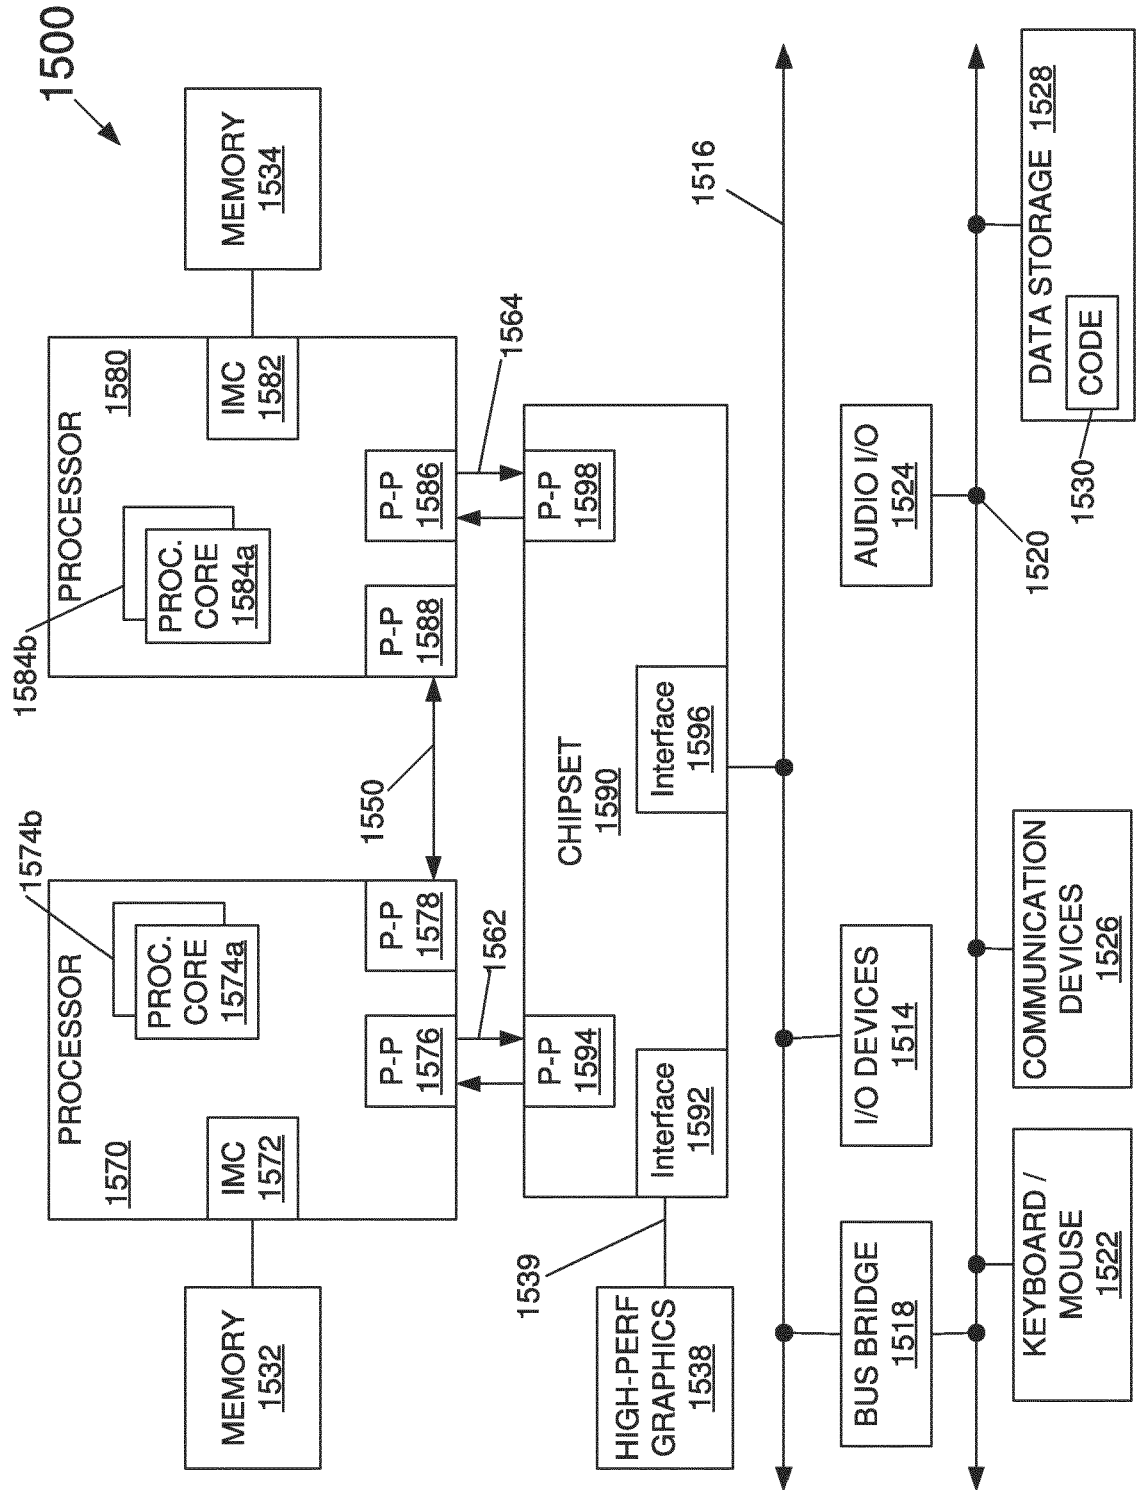 1500
MEMORY
1532
1570
PROCESSOR
IMC
1572
PROC.
CORE
1574a
1574b
P-P
1576
P-P
1578
1550
1584b
PROCESSOR
1580
PROC.
CORE
1584a
IMC
1582
P-P
1588
P-P
1586
MEMORY
1534
1562
1564
1539
HIGH-PERF
GRAPHICS
1538
P-P
1594
CHIPSET
1590
P-P
1598
Interface
1592
Interface
1596
1516
BUS BRIDGE
1518
I/O DEVICES
1514
AUDIO I/O
1524
1520
KEYBOARD /
MOUSE
1522
COMMUNICATION
DEVICES
1526
DATA STORAGE 1528
CODE
1530